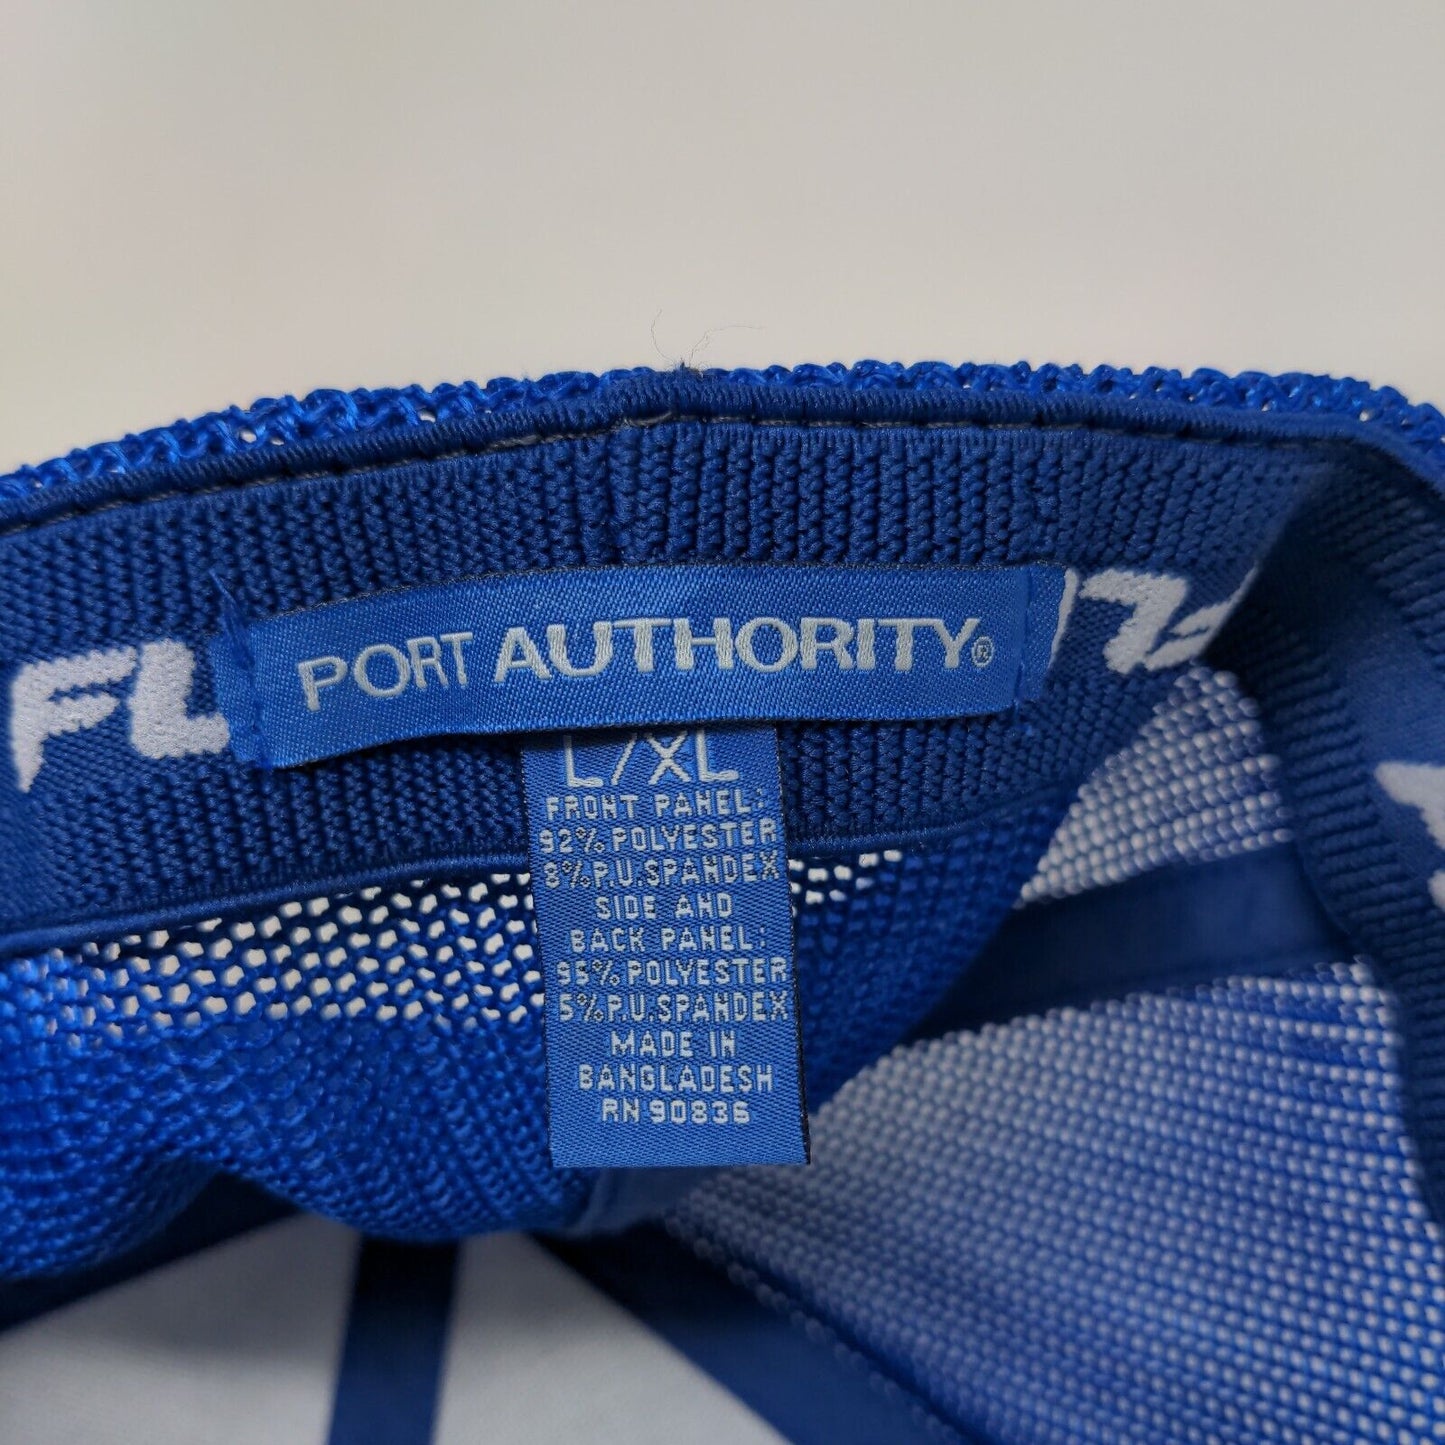 FL
PORT AUTHORITY®
L/XL
FRONT PANEL:
92% POLYESTER
8% P.U.SPANDEX
SIDE AND
BACK PANEL:
95% POLYESTER
5% P.U.SPANDEX
MADE IN
BANGLADESH
RN 90836